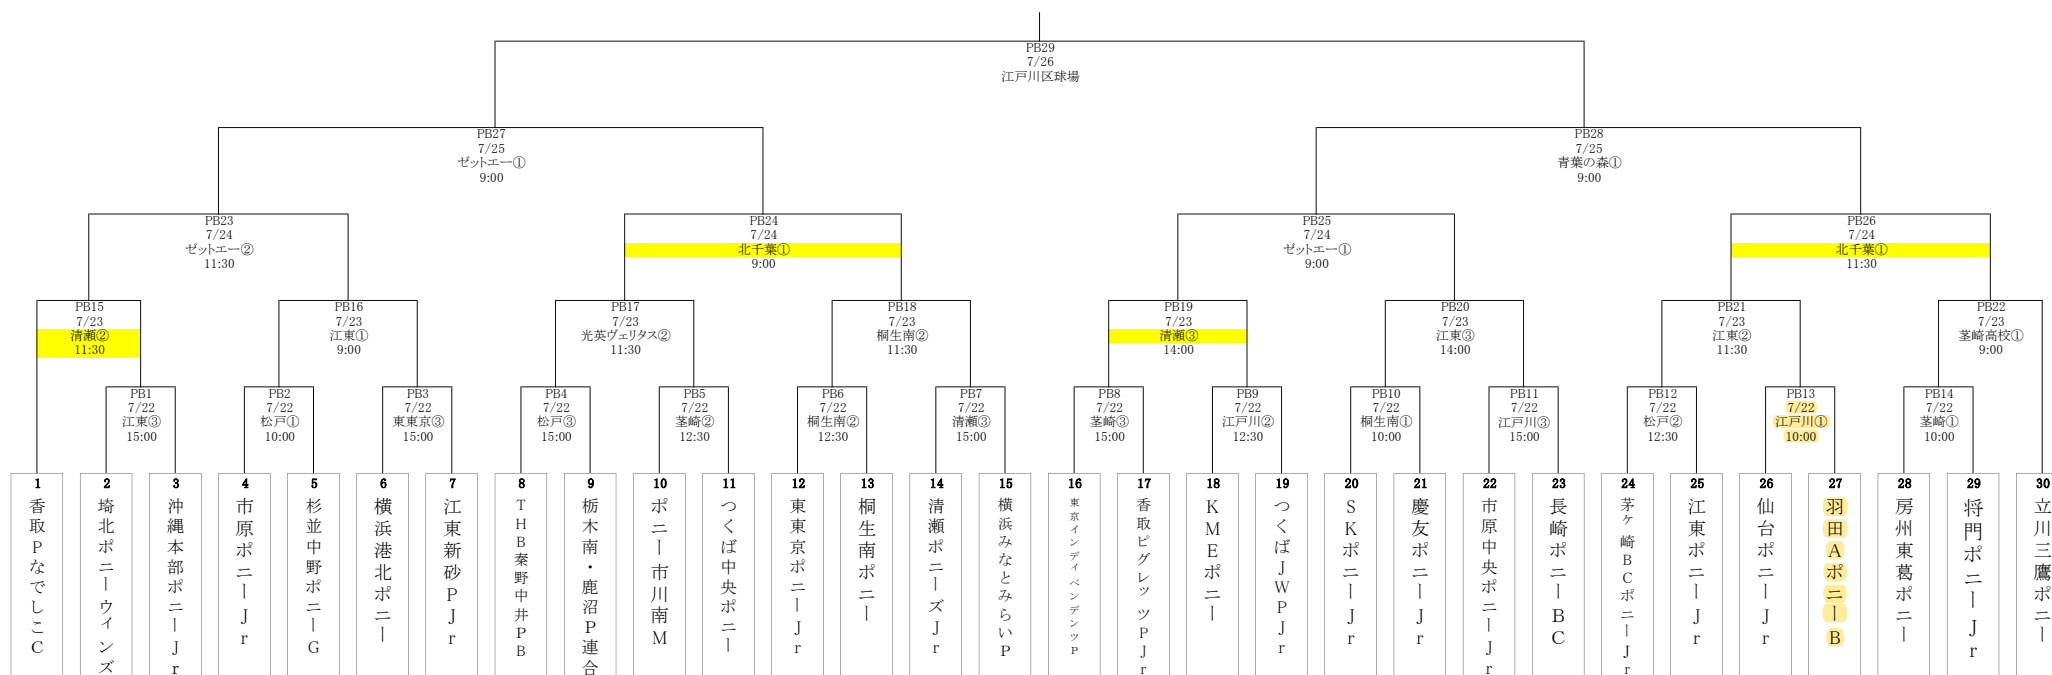 PB29
7/26
江戸川区球場
PB27
7/25
ゼットエー①
9:00
PB28
7/25
青葉の森①
9:00
PB23
7/24
ゼットエー②
11:30
PB24
7/24
北千葉①
9:00
PB25
7/24
ゼットエー①
9:00
PB26
7/24
北千葉①
11:30
PB15
7/23
清瀬②
11:30
PB16
7/23
江東①
9:00
PB17
7/23
光英ヴェリタス②
11:30
PB18
7/23
桐生南②
11:30
PB19
7/23
清瀬③
14:00
PB20
7/23
江東③
14:00
PB21
7/23
江東②
11:30
PB22
7/23
茎崎高校①
9:00
PB1
7/22
江東③
15:00
PB2
7/22
松戸①
10:00
PB3
7/22
東東京③
15:00
PB4
7/22
松戸③
15:00
PB5
7/22
茎崎②
12:30
PB6
7/22
桐生南②
12:30
PB7
7/22
清瀬③
15:00
PB8
7/22
茎崎③
15:00
PB9
7/22
江戸川②
12:30
PB10
7/22
桐生南①
10:00
PB11
7/22
江戸川③
15:00
PB12
7/22
松戸②
12:30
PB13
7/22
江戸川①
10:00
PB14
7/22
茎崎①
10:00
1
香取Pなでしこ C
2
埼北ポニーウインズ
3
沖縄本部ポニーJr
4
市原ポニーJr
5
杉並中野ポニーG
6
横浜港北ポニー
7
江東新砂PJr
8
THB秦野中井PB
9
栃木南・鹿沼P連合
10
ポニー市川南M
11
つくば中央ポニー
12
東東京ポニーJr
13
桐生南ポニー
14
清瀬ポニーズJr
15
横浜みなとみらいP
16
東京インディペンデンツP
17
香取ピグレッツPJr
18
KMEポニー
19
つくばJWPJr
20
SKポニーJr
21
慶友ポニーJr
22
市原中央ポニーJr
23
長崎ポニーBC
24
茅ケ崎BCポニーJr
25
江東ポニーJr
26
仙台ポニーJr
27
羽田AポニーB
28
房州東葛ポニー
29
将門ポニーJr
30
立川三鷹ポニー